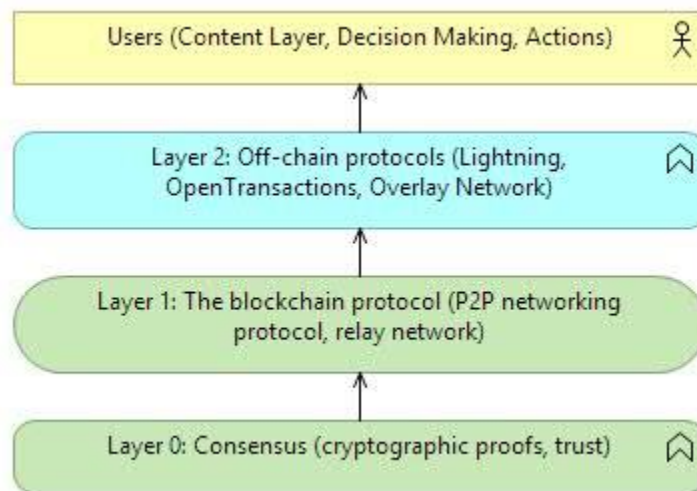 Users (Content Layer, Decision Making, Actions)
Layer 2: Off-chain protocols (Lightning,
OpenTransactions, Overlay Network)
Layer 1: The blockchain protocol (P2P networking
protocol, relay network)
Layer 0: Consensus (cryptographic proofs, trust)